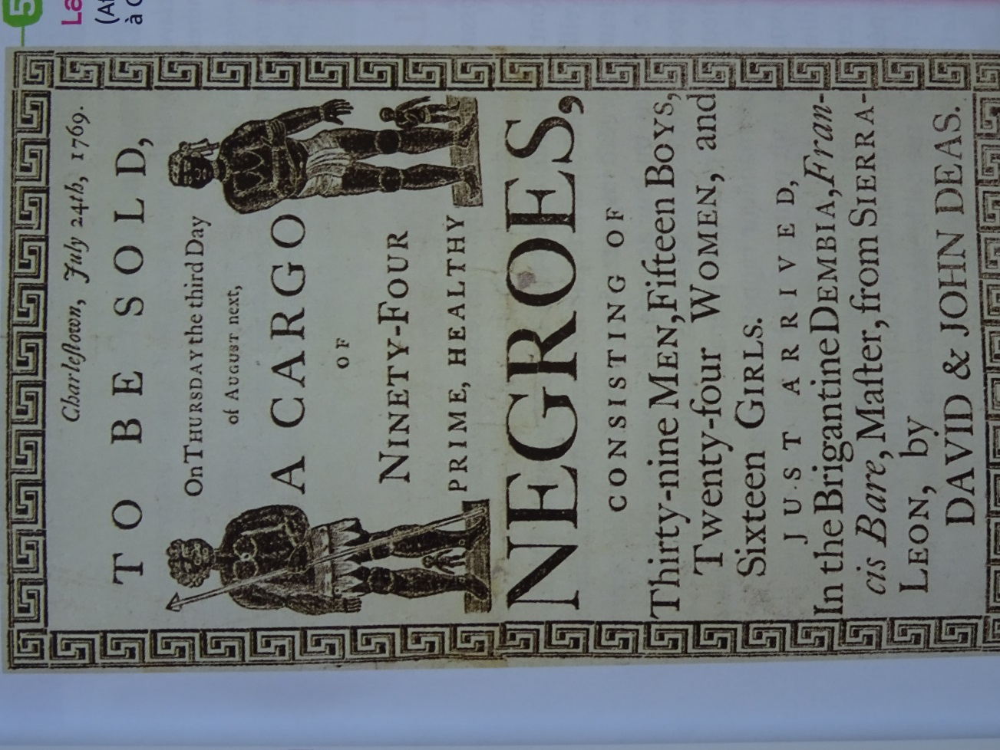 5
La
à
Charleſtown, July 24th, 1769.
TO BE SOLD,
On THURSDAY the third Day
of AUGUST next,
A CARGO
OF
NINETY-FOUR
PRIME, HEALTHY
NEGROES,
CONSISTING OF
Thirty-nine MEN, Fifteen BOYS,
Twenty-four WOMEN, and
Sixteen GIRLS.
JUST ARRIVED,
In the Brigantine DEMBIA, Fran-
cis Bare, Maſter, from SIERRA-
LEON, by
DAVID & JOHN DEAS.